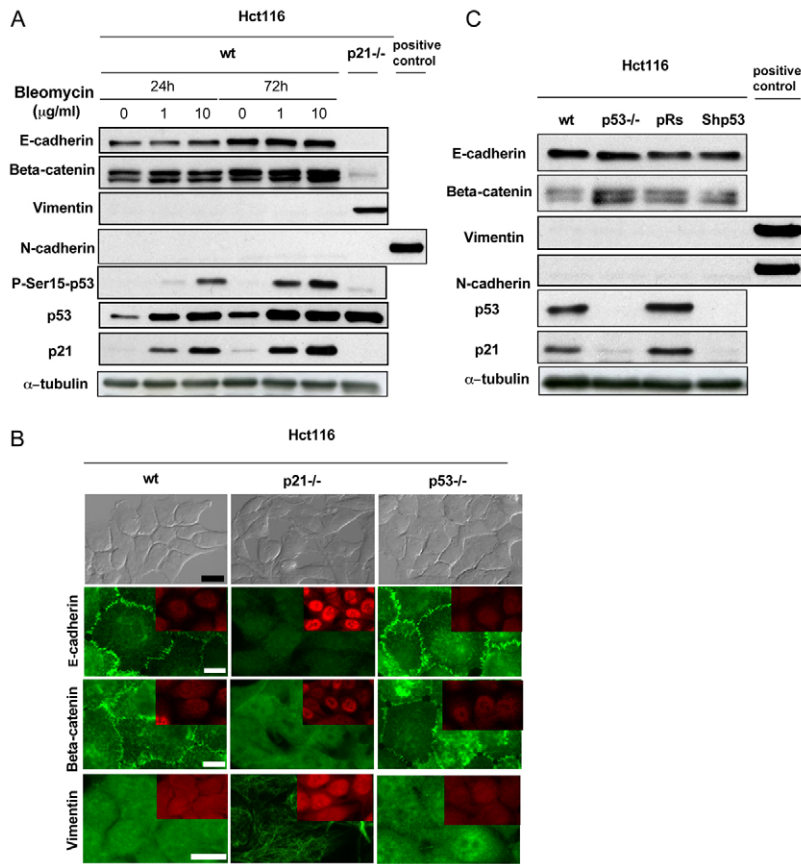 A
Hct116
wt
p21-/-
positive control
Bleomycin
(µg/ml)
24h
72h
0 1 10 0 1 10
E-cadherin
Beta-catenin
Vimentin
N-cadherin
P-Ser15-p53
p53
p21
α-tubulin
C
Hct116
positive control
wt p53-/- pRs Shp53
E-cadherin
Beta-catenin
Vimentin
N-cadherin
p53
p21
α-tubulin
B
Hct116
wt p21-/- p53-/-
E-cadherin
Beta-catenin
Vimentin